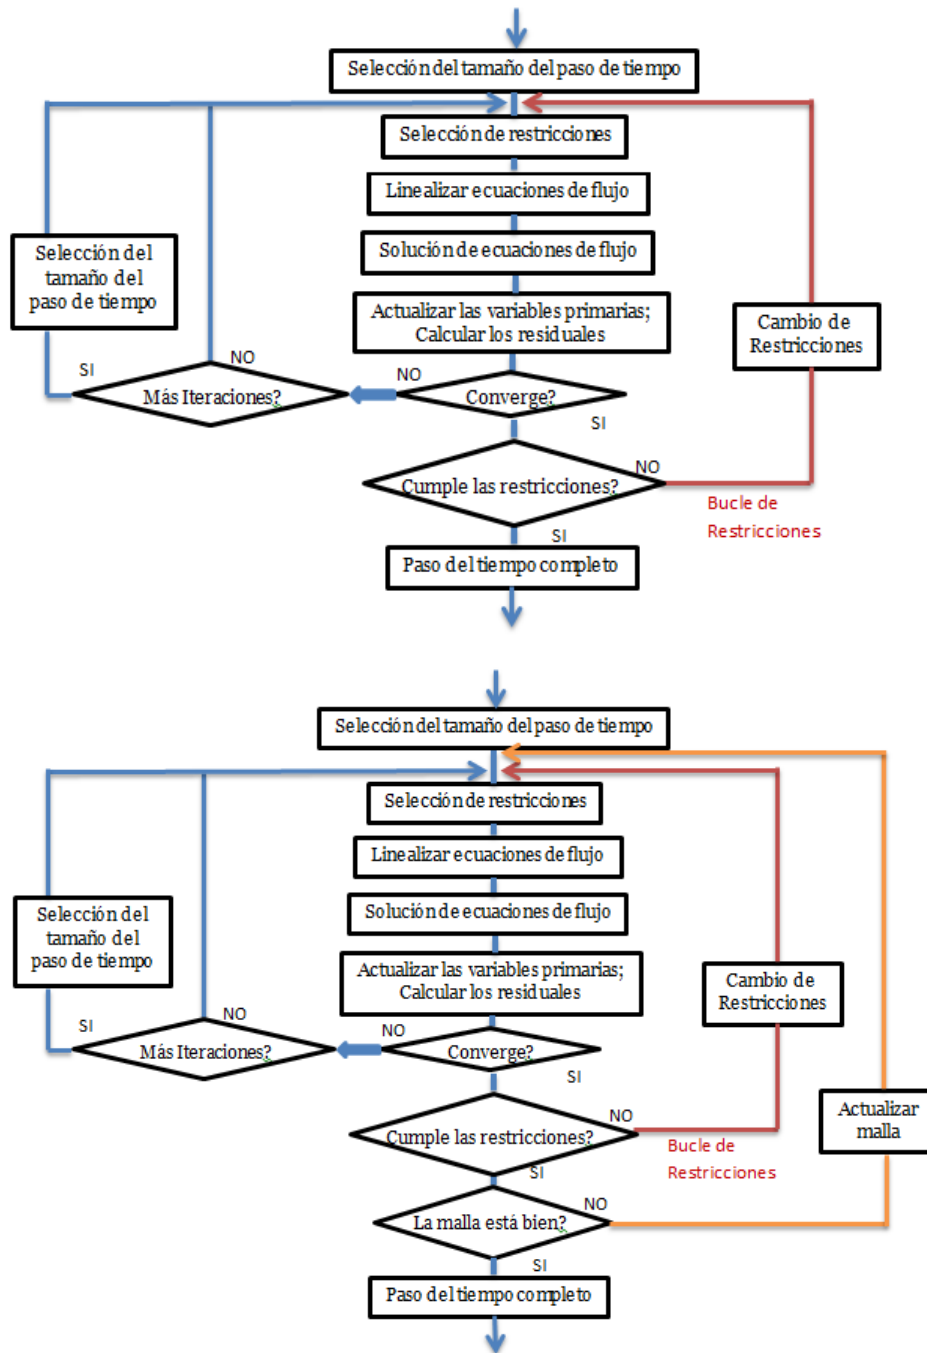 Selección del tamaño del paso de tiempo
Selección de restricciones
Linealizar ecuaciones de flujo
Solución de ecuaciones de flujo
Selección del
tamaño del
paso de tiempo
Actualizar las variables primarias;
Calcular los residuales
Cambio de
Restricciones
SI
NO
Más Iteraciones?
NO
Converge?
SI
Cumple las restricciones?
NO
Bucle de
Restricciones
SI
Paso del tiempo completo
Selección del tamaño del paso de tiempo
Selección de restricciones
Linealizar ecuaciones de flujo
Solución de ecuaciones de flujo
Selección del
tamaño del
paso de tiempo
Actualizar las variables primarias;
Calcular los residuales
Cambio de
Restricciones
SI
NO
Más Iteraciones?
NO
Converge?
SI
Actualizar
malla
Cumple las restricciones?
NO
Bucle de
Restricciones
SI
La malla está bien?
NO
SI
Paso del tiempo completo